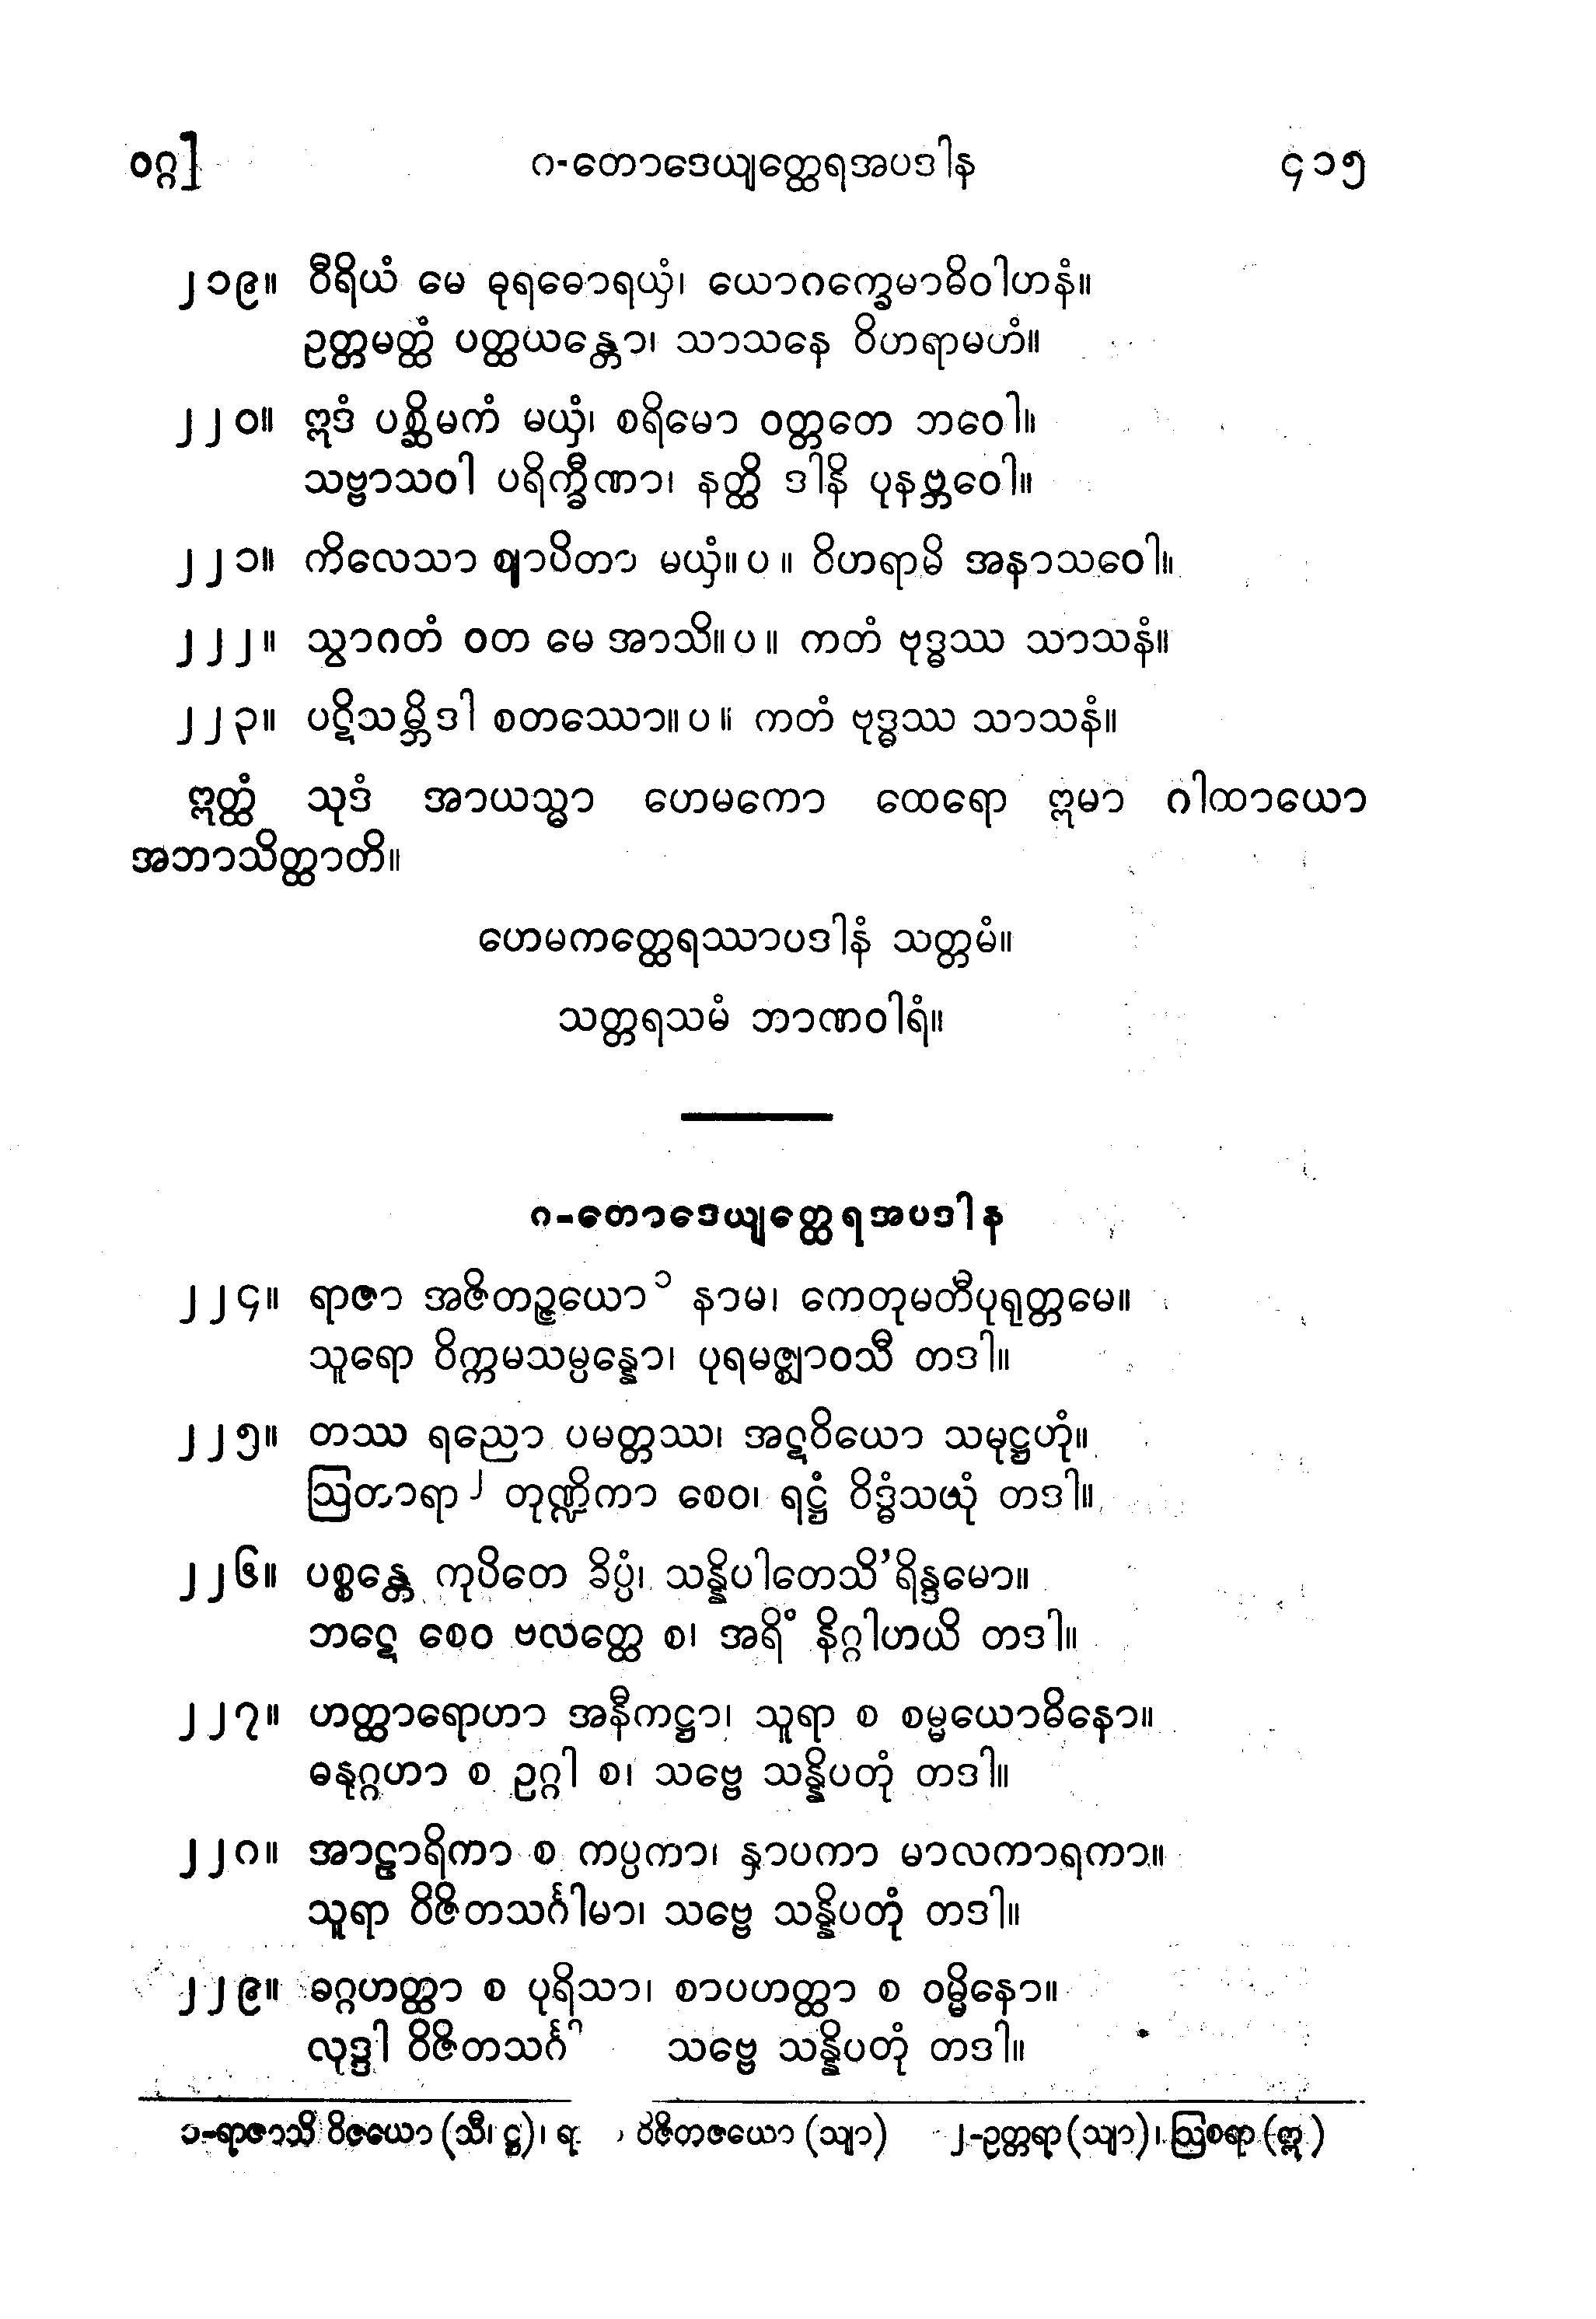 ဝဂ္ဂ] ၈-တောဒေယျတ္ထေရအပဒါန ၄၁၅
၂၁၉။ ဝီရိယံ မေ ဓုရဓောရယှံ၊ ယောဂက္ခေမာဓိဝါဟနံ။
ဥတ္တမတ္ထံ ပတ္ထယန္တော၊ သာသနေ ဝိဟရာမဟံ။
၂၂၀။ ဣဒံ ပစ္ဆိမကံ မယှံ၊ စရိမော ဝတ္တတေ ဘဝေါ။
သဗ္ဗာသဝါ ပရိက္ခီဏာ၊ နတ္ထိ ဒါနိ ပုနဗ္ဘဝေါ။
၂၂၁။ ကိလေသာ ဈာပိတာ မယှံ။ ပ ။ ဝိဟရာမိ အနာသဝေါ။
၂၂၂။ သွာဂတံ ဝတ မေ အာသိ။ ပ ။ ကတံ ဗုဒ္ဓဿ သာသနံ။
၂၂၃။ ပဋိသမ္ဘိဒါ စတဿော။ ပ ။ ကတံ ဗုဒ္ဓဿ သာသနံ။
ဣတ္ထံ သုဒံ အာယသ္မာ ဟေမကော ထေရော ဣမာ ဂါထာယော
အဘာသိတ္ထာတိ။
ဟေမကတ္ထေရဿာပဒါနံ သတ္တမံ။
သတ္တရသမံ ဘာဏဝါရံ။
၈-တောဒေယျတ္ထေရအပဒါန
၂၂၄။ ရာဇာ အဇိတဉ္ဇယော၁ နာမ၊ ကေတုမတီပုရုတ္တမေ။
သူရော ဝိက္ကမသမ္ပန္နော၊ ပုရမဇ္ဈာဝသီ တဒါ။
၂၂၅။ တဿ ရညော ပမတ္တဿ၊ အဋဝိယော သမုဋ္ဌဟုံ။
ဩတာရာ၂ တုဏ္ဍိကာ စေဝ၊ ရဋ္ဌံ ဝိဒ္ဓံသယုံ တဒါ။
၂၂၆။ ပစ္စန္တေ ကုပိတေ ခိပ္ပံ၊ သန္နိပါတေသိ’ရိန္ဒမော။
ဘဋေ စေဝ ဗလတ္ထေ စ၊ အရိံ နိဂ္ဂါဟယိ တဒါ။
၂၂၇။ ဟတ္ထာရောဟာ အနီကဋ္ဌာ၊ သူရာ စ စမ္မယောဓိနော။
ဓနုဂ္ဂဟာ စ ဥဂ္ဂါ စ၊ သဗ္ဗေ သန္နိပတုံ တဒါ။
၂၂၈။ အာဠာရိကာ စ ကပ္ပကာ၊ နှာပကာ မာလကာရကာ။
သူရာ ဝိဇိတသင်္ဂါမာ၊ သဗ္ဗေ သန္နိပတုံ တဒါ။
၂၂၉။ ခဂ္ဂဟတ္ထာ စ ပုရိသာ၊ စာပဟတ္ထာ စ ဝမ္မိနော။
လုဒ္ဒါ သဗ္ဗေ သန္နိပတုံ တဒါ။
၁-ရာဇာသိ ဝိဇယော (သီ၊ ဋ္ဌ)၊ ဝိဇိတဇယော (သျာ) ၂-ဥတ္တရာ (သျာ)၊ ဩစရာ (ဣ)